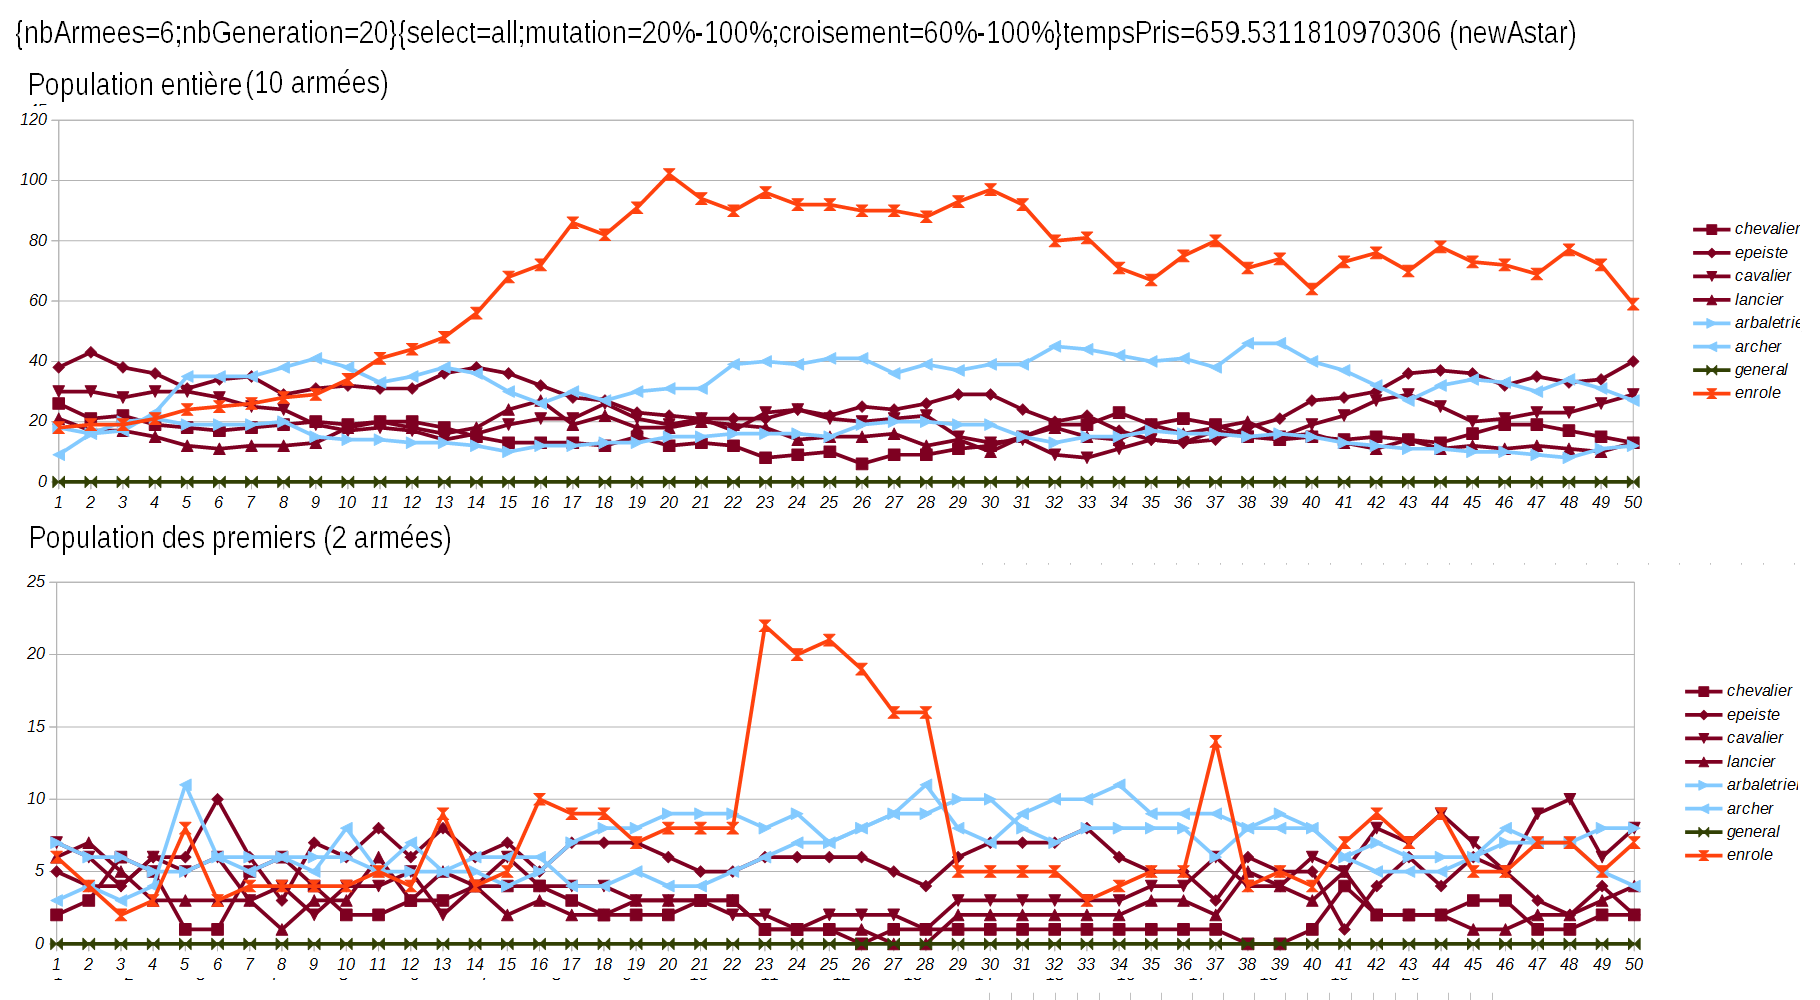 {nbArmees=6;nbGeneration=20}{select=all;mutation=20%-100%;croisement=60%-100%}tempsPris=659.5311810970306 (newAstar)
Population entière (10 armées)
120
100
80
60
40
20
0
1 2 3 4 5 6 7 8 9 10 11 12 13 14 15 16 17 18 19 20 21 22 23 24 25 26 27 28 29 30 31 32 33 34 35 36 37 38 39 40 41 42 43 44 45 46 47 48 49 50
chevalier
epeiste
cavalier
lancier
arbaletrie
archer
general
enrole
Population des premiers (2 armées)
25
20
15
10
5
0
1 2 3 4 5 6 7 8 9 10 11 12 13 14 15 16 17 18 19 20 21 22 23 24 25 26 27 28 29 30 31 32 33 34 35 36 37 38 39 40 41 42 43 44 45 46 47 48 49 50
chevalier
epeiste
cavalier
lancier
arbaletrier
archer
general
enrole